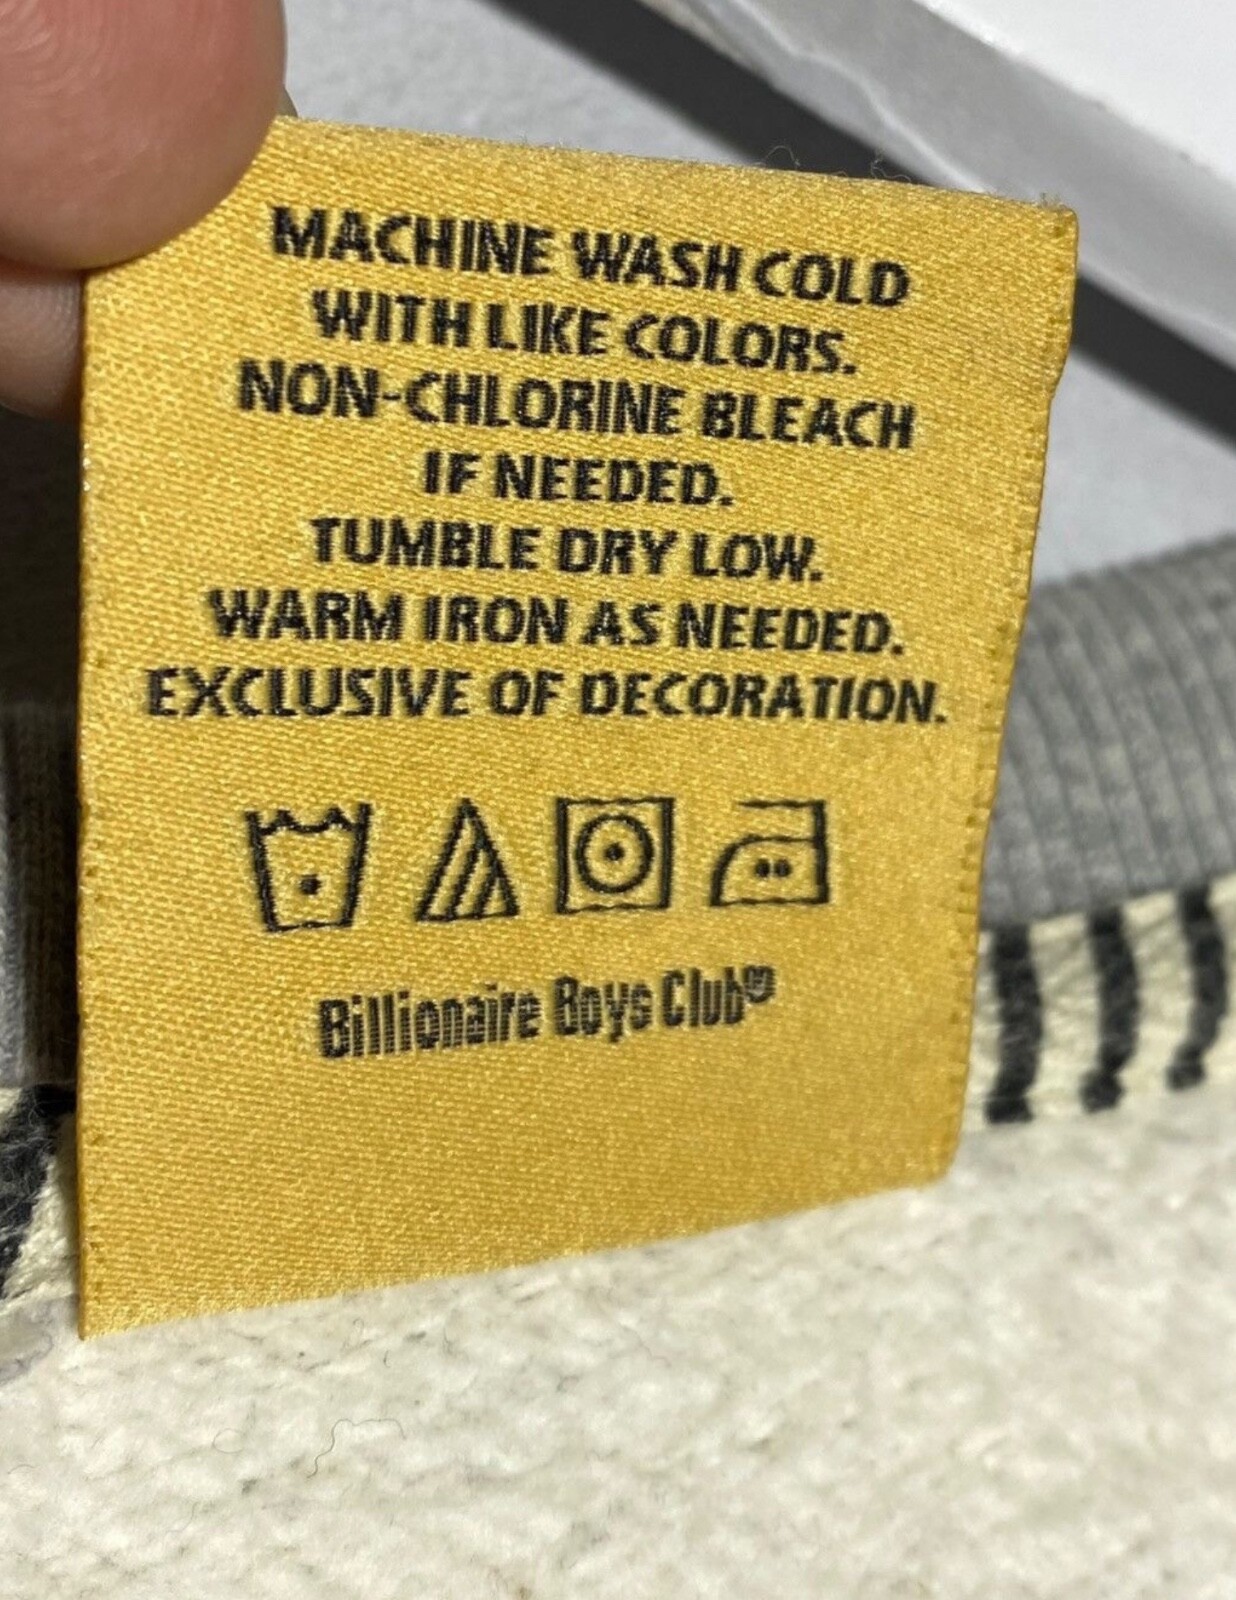 MACHINE WASH COLD
WITH LIKE COLORS.
NON-CHLORINE BLEACH
IF NEEDED.
TUMBLE DRY LOW.
WARM IRON AS NEEDED.
EXCLUSIVE OF DECORATION.
Billionaire Boys Club®